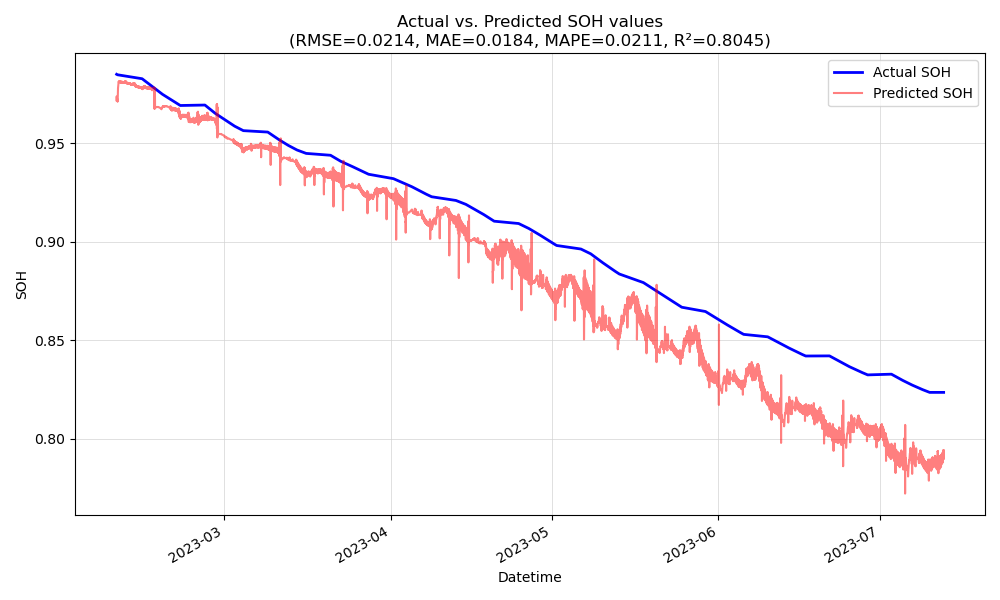 Actual vs. Predicted SOH values
(RMSE=0.0214, MAE=0.0184, MAPE=0.0211, R²=0.8045)
Actual SOH
Predicted SOH
0.95
0.90
0.85
0.80
SOH
2023-03
2023-04
2023-05
2023-06
2023-07
Datetime